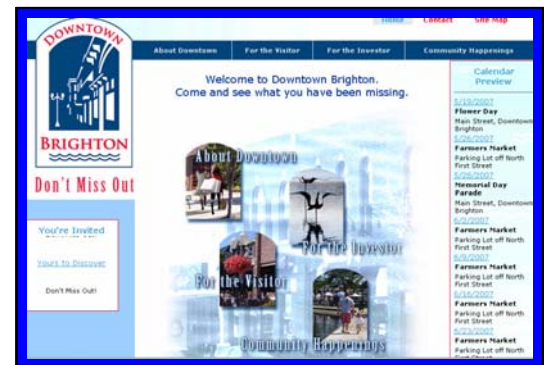 Home Contact Site Map
DOWNTOWN
BRIGHTON
Don't Miss Out
About Downtown For the Visitor For the Investor Community Happenings
Welcome to Downtown Brighton.
Come and see what you have been missing.
About Downtown
For the Investor
For the Visitor
Community Happenings
You're Invited
Yours to Discover
Don't Miss Out!
Calendar
Preview
5/19/2007
Flower Day
Main Street, Downtown
Brighton
5/26/2007
Farmers Market
Parking Lot off North
First Street
5/28/2007
Memorial Day
Parade
Main Street, Downtown
Brighton
6/2/2007
Farmers Market
Parking Lot off North
First Street
6/9/2007
Farmers Market
Parking Lot off North
First Street
6/16/2007
Farmers Market
Parking Lot off North
First Street
6/23/2007
Farmers Market
Parking Lot off North
First Street